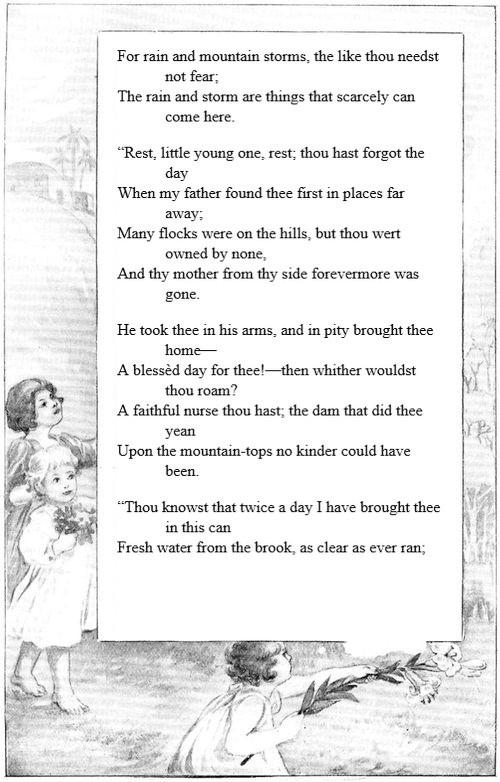 For rain and mountain storms, the like thou needst
not fear;
The rain and storm are things that scarcely can
come here.
“Rest, little young one, rest; thou hast forgot the
day
When my father found thee first in places far
away;
Many flocks were on the hills, but thou wert
owned by none,
And thy mother from thy side forevermore was
gone.
He took thee in his arms, and in pity brought thee
home—
A blessèd day for thee!—then whither wouldst
thou roam?
A faithful nurse thou hast; the dam that did thee
yean
Upon the mountain-tops no kinder could have
been.
“Thou knowst that twice a day I have brought thee
in this can
Fresh water from the brook, as clear as ever ran;